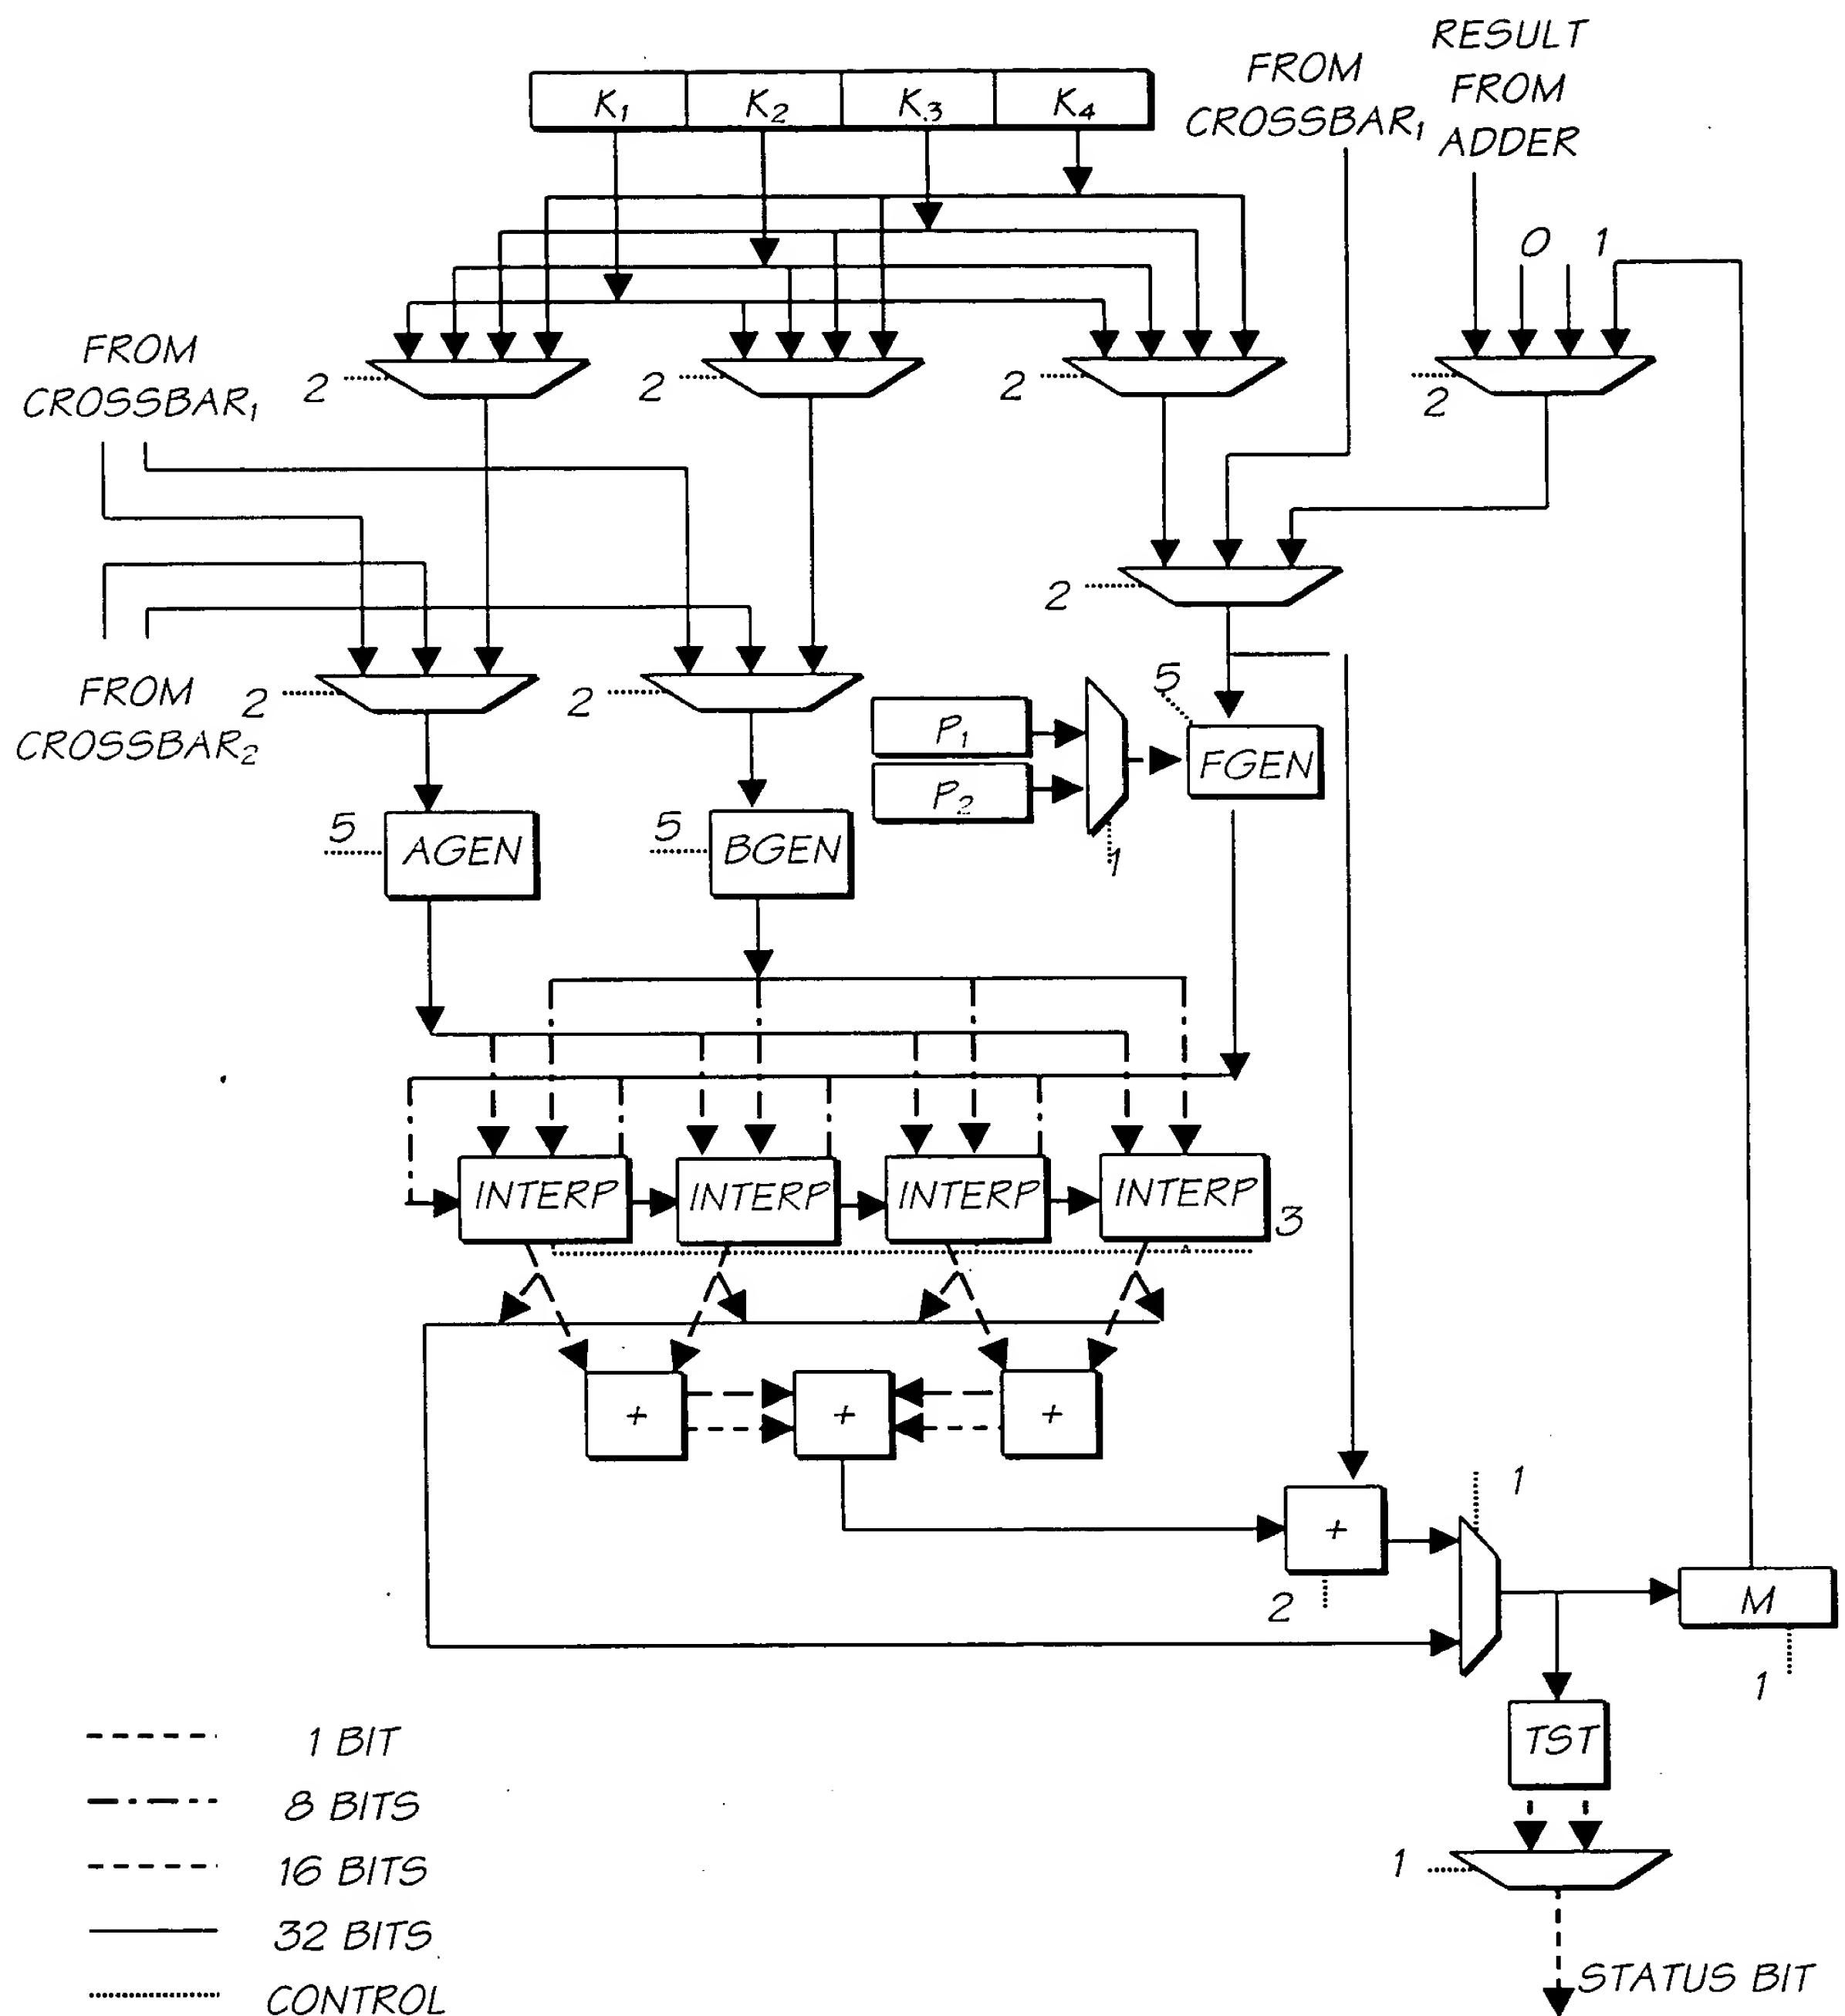 RESULT
FROM
ADDER
FROM
CROSSBAR₁
K₁ K₂ K₃ K₄
0 1
FROM
CROSSBAR₁
2 2 2 2
2
FROM
CROSSBAR₂
2 2
P₁
P₂
5
FGEN
1
5 AGEN
5 BGEN
INTERP INTERP INTERP INTERP
3
+ + +
1
+
2
M
1
TST
1
1 BIT
8 BITS
16 BITS
32 BITS
CONTROL
STATUS BIT